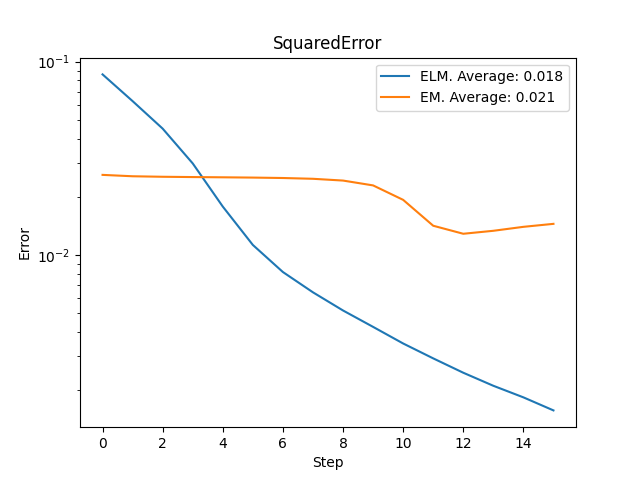 SquaredError
ELM. Average: 0.018
EM. Average: 0.021
10⁻¹
10⁻²
Error
0 2 4 6 8 10 12 14
Step